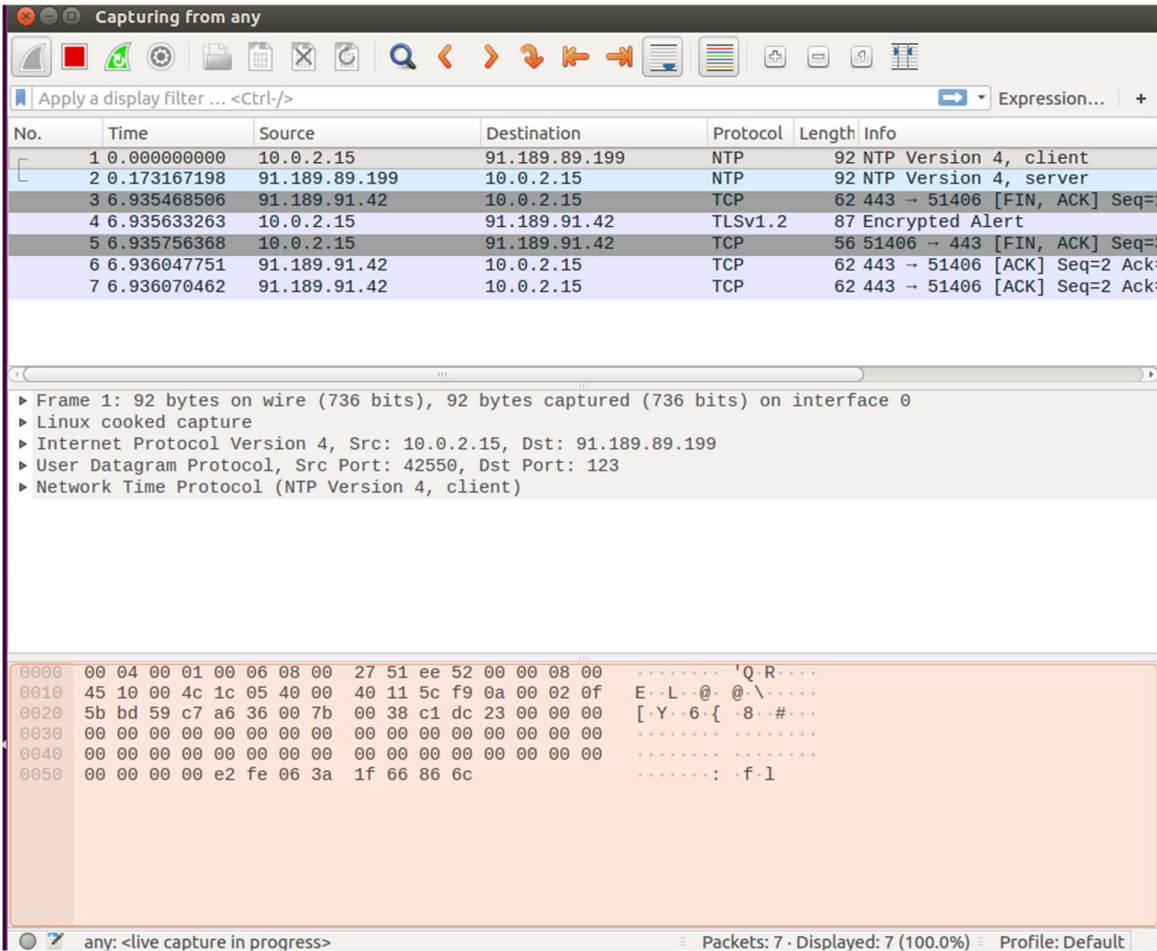 Capturing from any
Apply a display filter … <Ctrl-/> Expression… +
No. Time Source Destination Protocol Length Info
1 0.000000000 10.0.2.15 91.189.89.199 NTP 92 NTP Version 4, client
2 0.173167198 91.189.89.199 10.0.2.15 NTP 92 NTP Version 4, server
3 6.935468506 91.189.91.42 10.0.2.15 TCP 62 443 → 51406 [FIN, ACK] Seq=
4 6.935633263 10.0.2.15 91.189.91.42 TLSv1.2 87 Encrypted Alert
5 6.935756368 10.0.2.15 91.189.91.42 TCP 56 51406 → 443 [FIN, ACK] Seq=
6 6.936047751 91.189.91.42 10.0.2.15 TCP 62 443 → 51406 [ACK] Seq=2 Ack=
7 6.936070462 91.189.91.42 10.0.2.15 TCP 62 443 → 51406 [ACK] Seq=2 Ack=
Frame 1: 92 bytes on wire (736 bits), 92 bytes captured (736 bits) on interface 0
Linux cooked capture
Internet Protocol Version 4, Src: 10.0.2.15, Dst: 91.189.89.199
User Datagram Protocol, Src Port: 42550, Dst Port: 123
Network Time Protocol (NTP Version 4, client)
0000 00 04 00 01 00 06 08 00 27 51 ee 52 00 00 08 00 ········ 'Q·R····
0010 45 10 00 4c 1c 05 40 00 40 11 5c f9 0a 00 02 0f E··L··@· @·\·····
0020 5b bd 59 c7 a6 36 00 7b 00 38 c1 dc 23 00 00 00 [·Y··6·{ ·8··#···
0030 00 00 00 00 00 00 00 00 00 00 00 00 00 00 00 00 ········ ········
0040 00 00 00 00 00 00 00 00 00 00 00 00 00 00 00 00 ········ ········
0050 00 00 00 00 e2 fe 06 3a 1f 66 86 6c ·······: ·f·l
any: <live capture in progress> Packets: 7 · Displayed: 7 (100.0%) Profile: Default